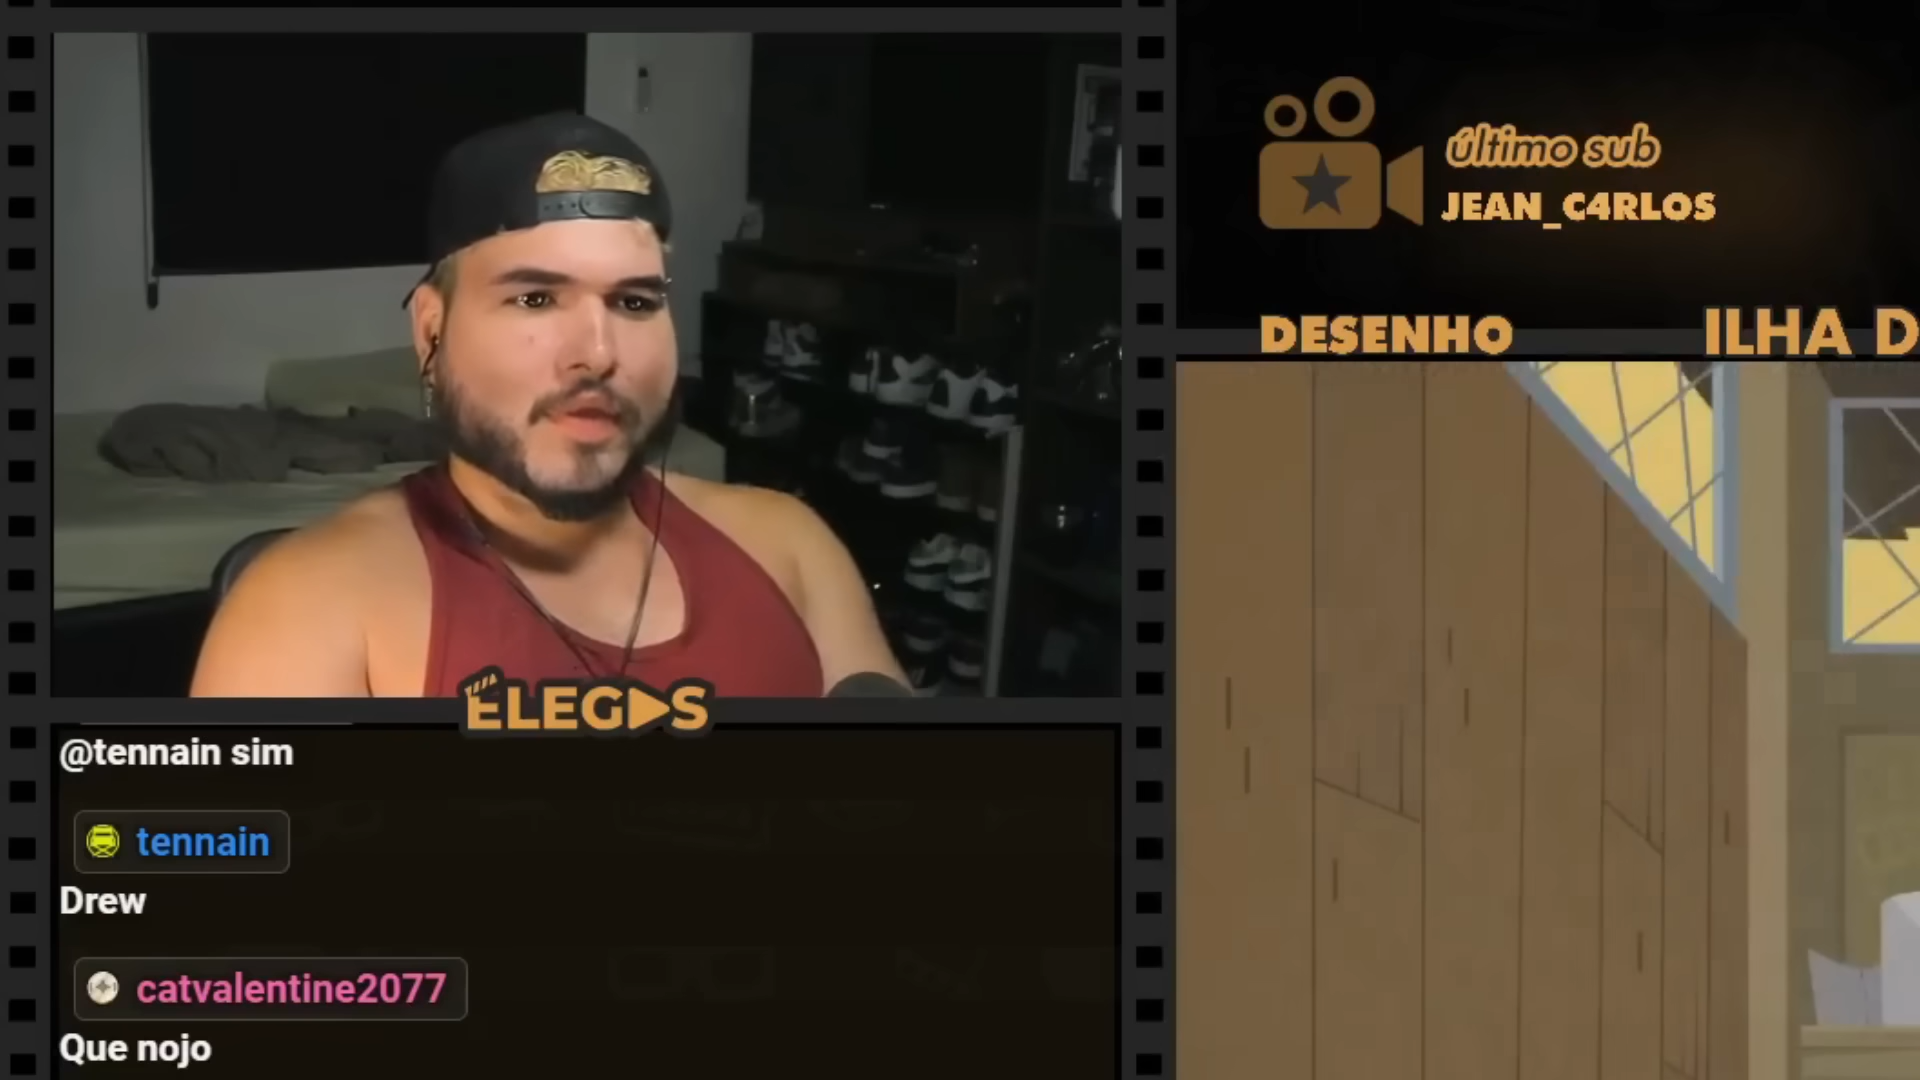 último sub
JEAN_C4RLOS
DESENHO
ILHA D
ELEGOS
@tennain sim
tennain
Drew
catvalentine2077
Que nojo